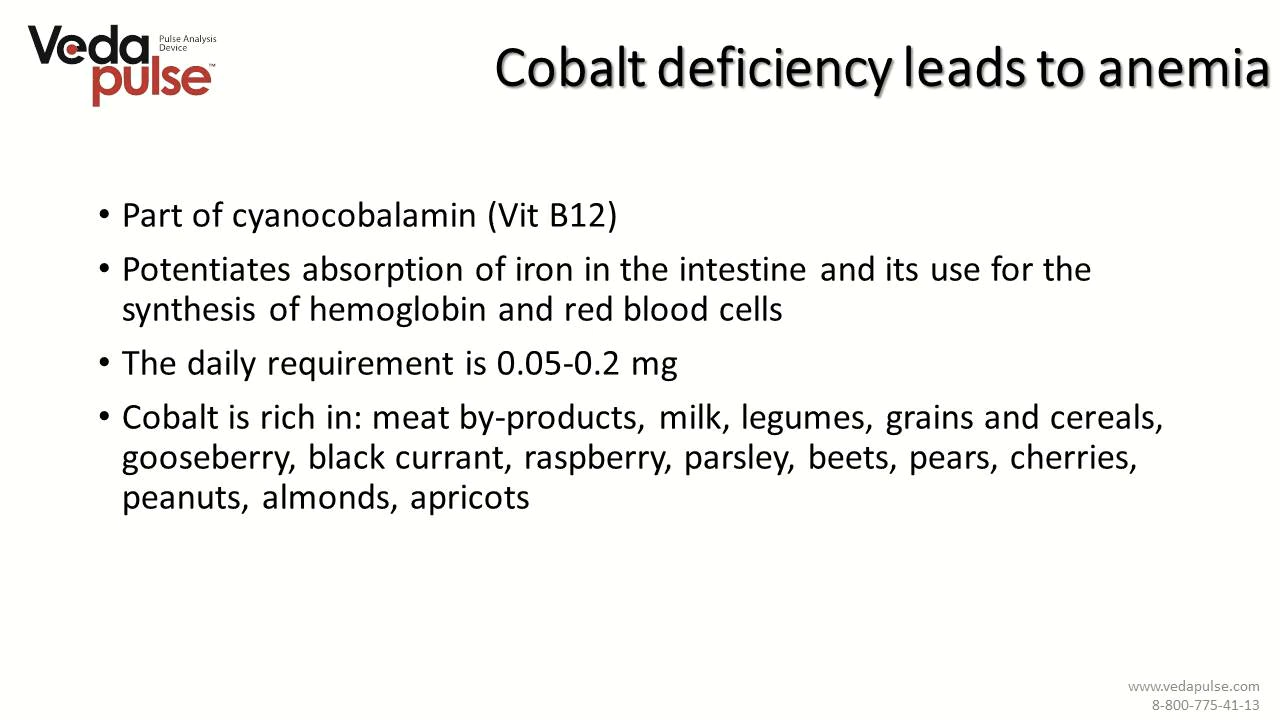 Veda
pulse™
Pulse Analysis
Device
Cobalt deficiency leads to anemia
• Part of cyanocobalamin (Vit B12)
• Potentiates absorption of iron in the intestine and its use for the
synthesis of hemoglobin and red blood cells
• The daily requirement is 0.05-0.2 mg
• Cobalt is rich in: meat by-products, milk, legumes, grains and cereals,
gooseberry, black currant, raspberry, parsley, beets, pears, cherries,
peanuts, almonds, apricots
www.vedapulse.com
8-800-775-41-13